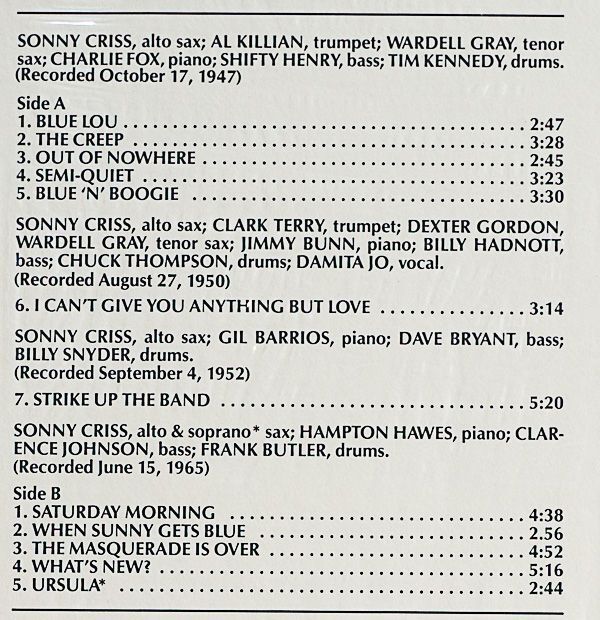 SONNY CRISS, alto sax; AL KILLIAN, trumpet; WARDELL GRAY, tenor
sax; CHARLIE FOX, piano; SHIFTY HENRY, bass; TIM KENNEDY, drums.
(Recorded October 17, 1947)
Side A
1. BLUE LOU ........................................ 2:47
2. THE CREEP ....................................... 3:28
3. OUT OF NOWHERE ................................ 2:45
4. SEMI-QUIET ...................................... 3:23
5. BLUE 'N' BOOGIE ................................. 3:30
SONNY CRISS, alto sax; CLARK TERRY, trumpet; DEXTER GORDON,
WARDELL GRAY, tenor sax; JIMMY BUNN, piano; BILLY HADNOTT,
bass; CHUCK THOMPSON, drums; DAMITA JO, vocal.
(Recorded August 27, 1950)
6. I CAN'T GIVE YOU ANYTHING BUT LOVE .............. 3:14
SONNY CRISS, alto sax; GIL BARRIOS, piano; DAVE BRYANT, bass;
BILLY SNYDER, drums.
(Recorded September 4, 1952)
7. STRIKE UP THE BAND .............................. 5:20
SONNY CRISS, alto & soprano* sax; HAMPTON HAWES, piano; CLAR-
ENCE JOHNSON, bass; FRANK BUTLER, drums.
(Recorded June 15, 1965)
Side B
1. SATURDAY MORNING .............................. 4:38
2. WHEN SUNNY GETS BLUE ........................... 2.56
3. THE MASQUERADE IS OVER ......................... 4:52
4. WHAT'S NEW? ..................................... 5:16
5. URSULA* ......................................... 2:44